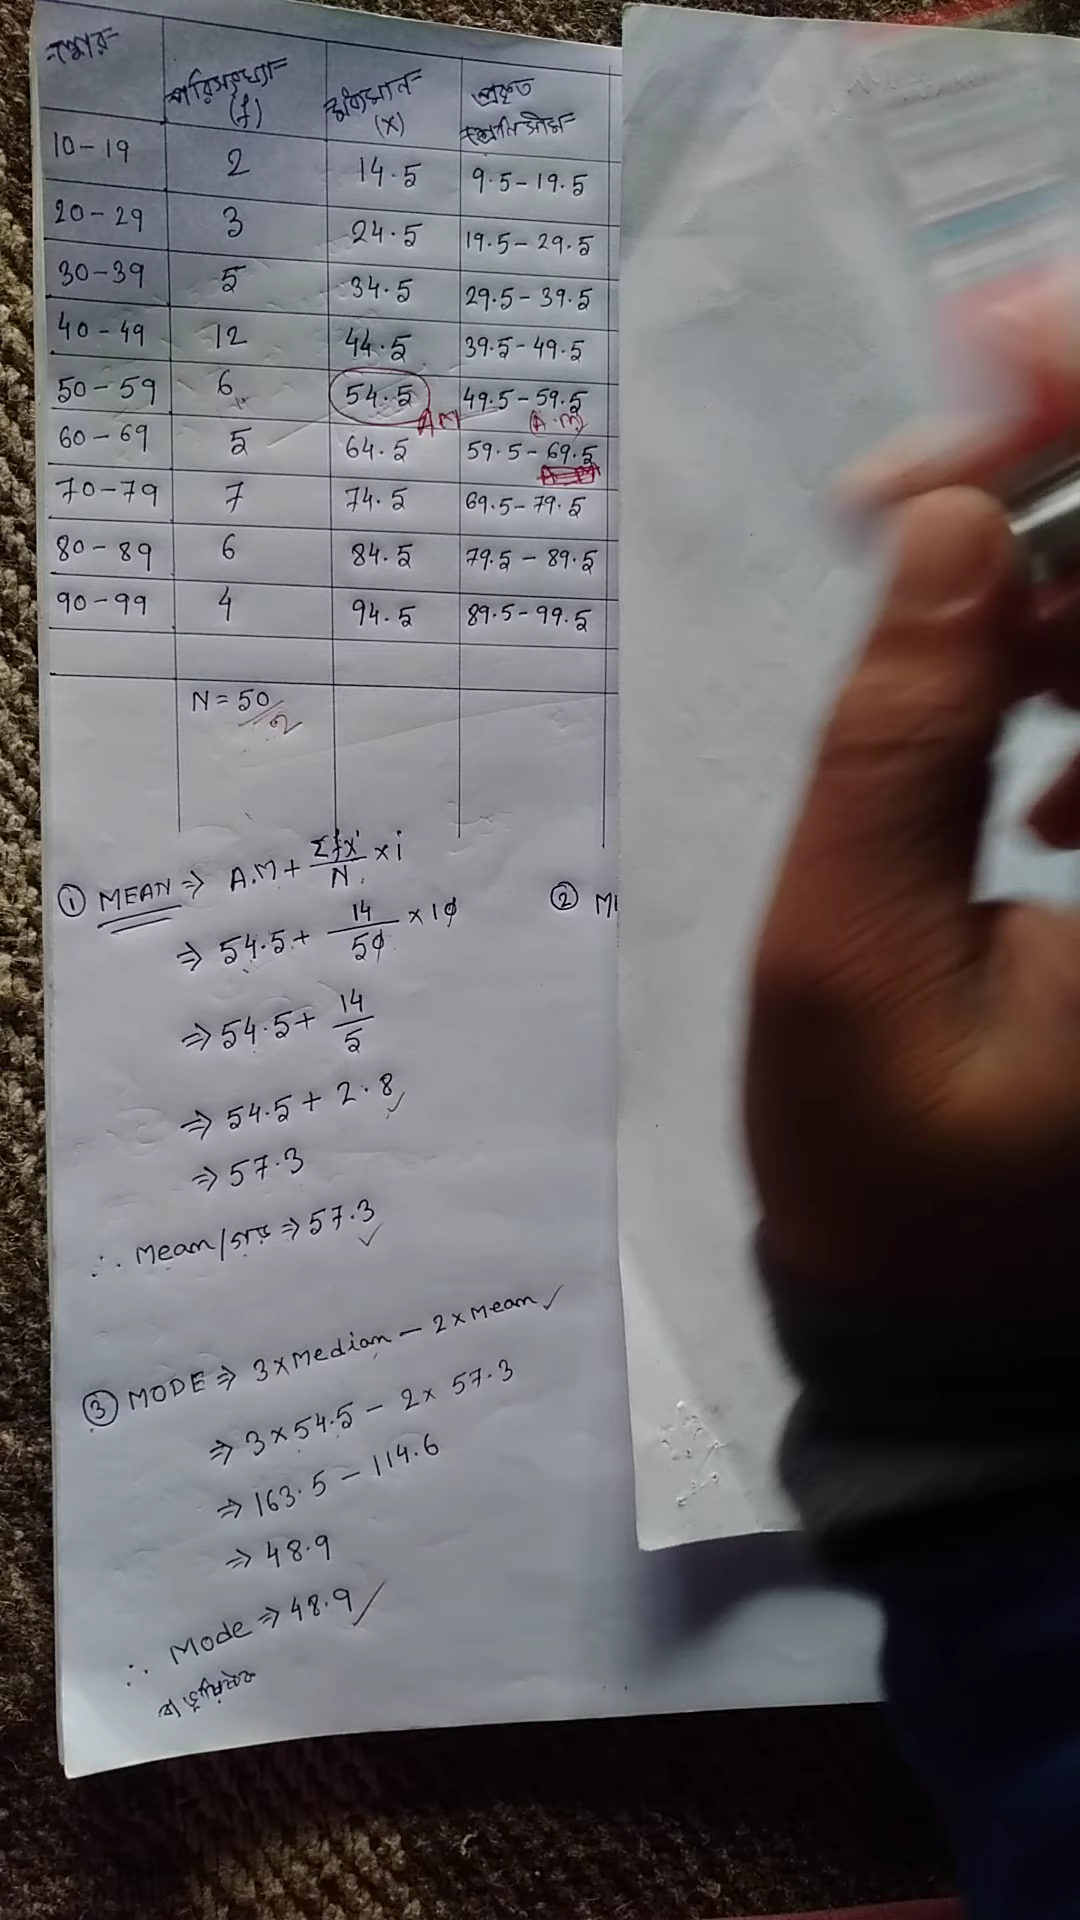 নম্বর পরিসংখ্যা (f) মধ্যমান (x) প্রকৃত
10-19 2 14.5 9.5-19.5
20-29 3 24.5 19.5-29.5
30-39 5 34.5 29.5-39.5
40-49 12 44.5 39.5-49.5
50-59 6 54.5 49.5-59.5
AM (A.M)
60-69 5 64.5 59.5-69.5
70-79 7 74.5 69.5-79.5
80-89 6 84.5 79.5-89.5
90-99 4 94.5 89.5-99.5
N = 50/2
① MEAN ⇒ A.M + Σfx'/N × i
⇒ 54.5 + 14/50 × 10
② M
⇒ 54.5 + 14/5
⇒ 54.5 + 2.8
⇒ 57.3
∴ Mean/গড় ⇒ 57.3
③ MODE ⇒ 3 × Median - 2 × Mean
⇒ 3 × 54.5 - 2 × 57.3
⇒ 163.5 - 114.6
⇒ 48.9
∴ Mode ⇒ 48.9
বা ভূষিষ্টক